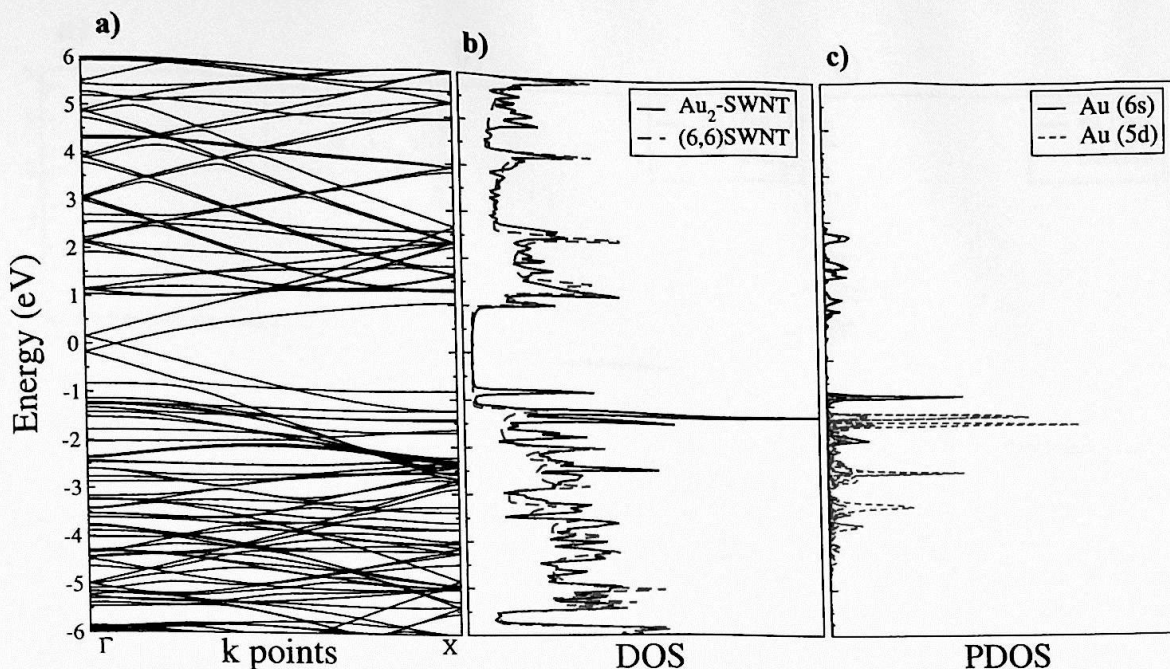 a)
b)
c)
Energy (eV)
6
5
4
3
2
1
0
-1
-2
-3
-4
-5
-6
Γ
k points
X
Au₂-SWNT
(6,6)SWNT
DOS
Au (6s)
Au (5d)
PDOS